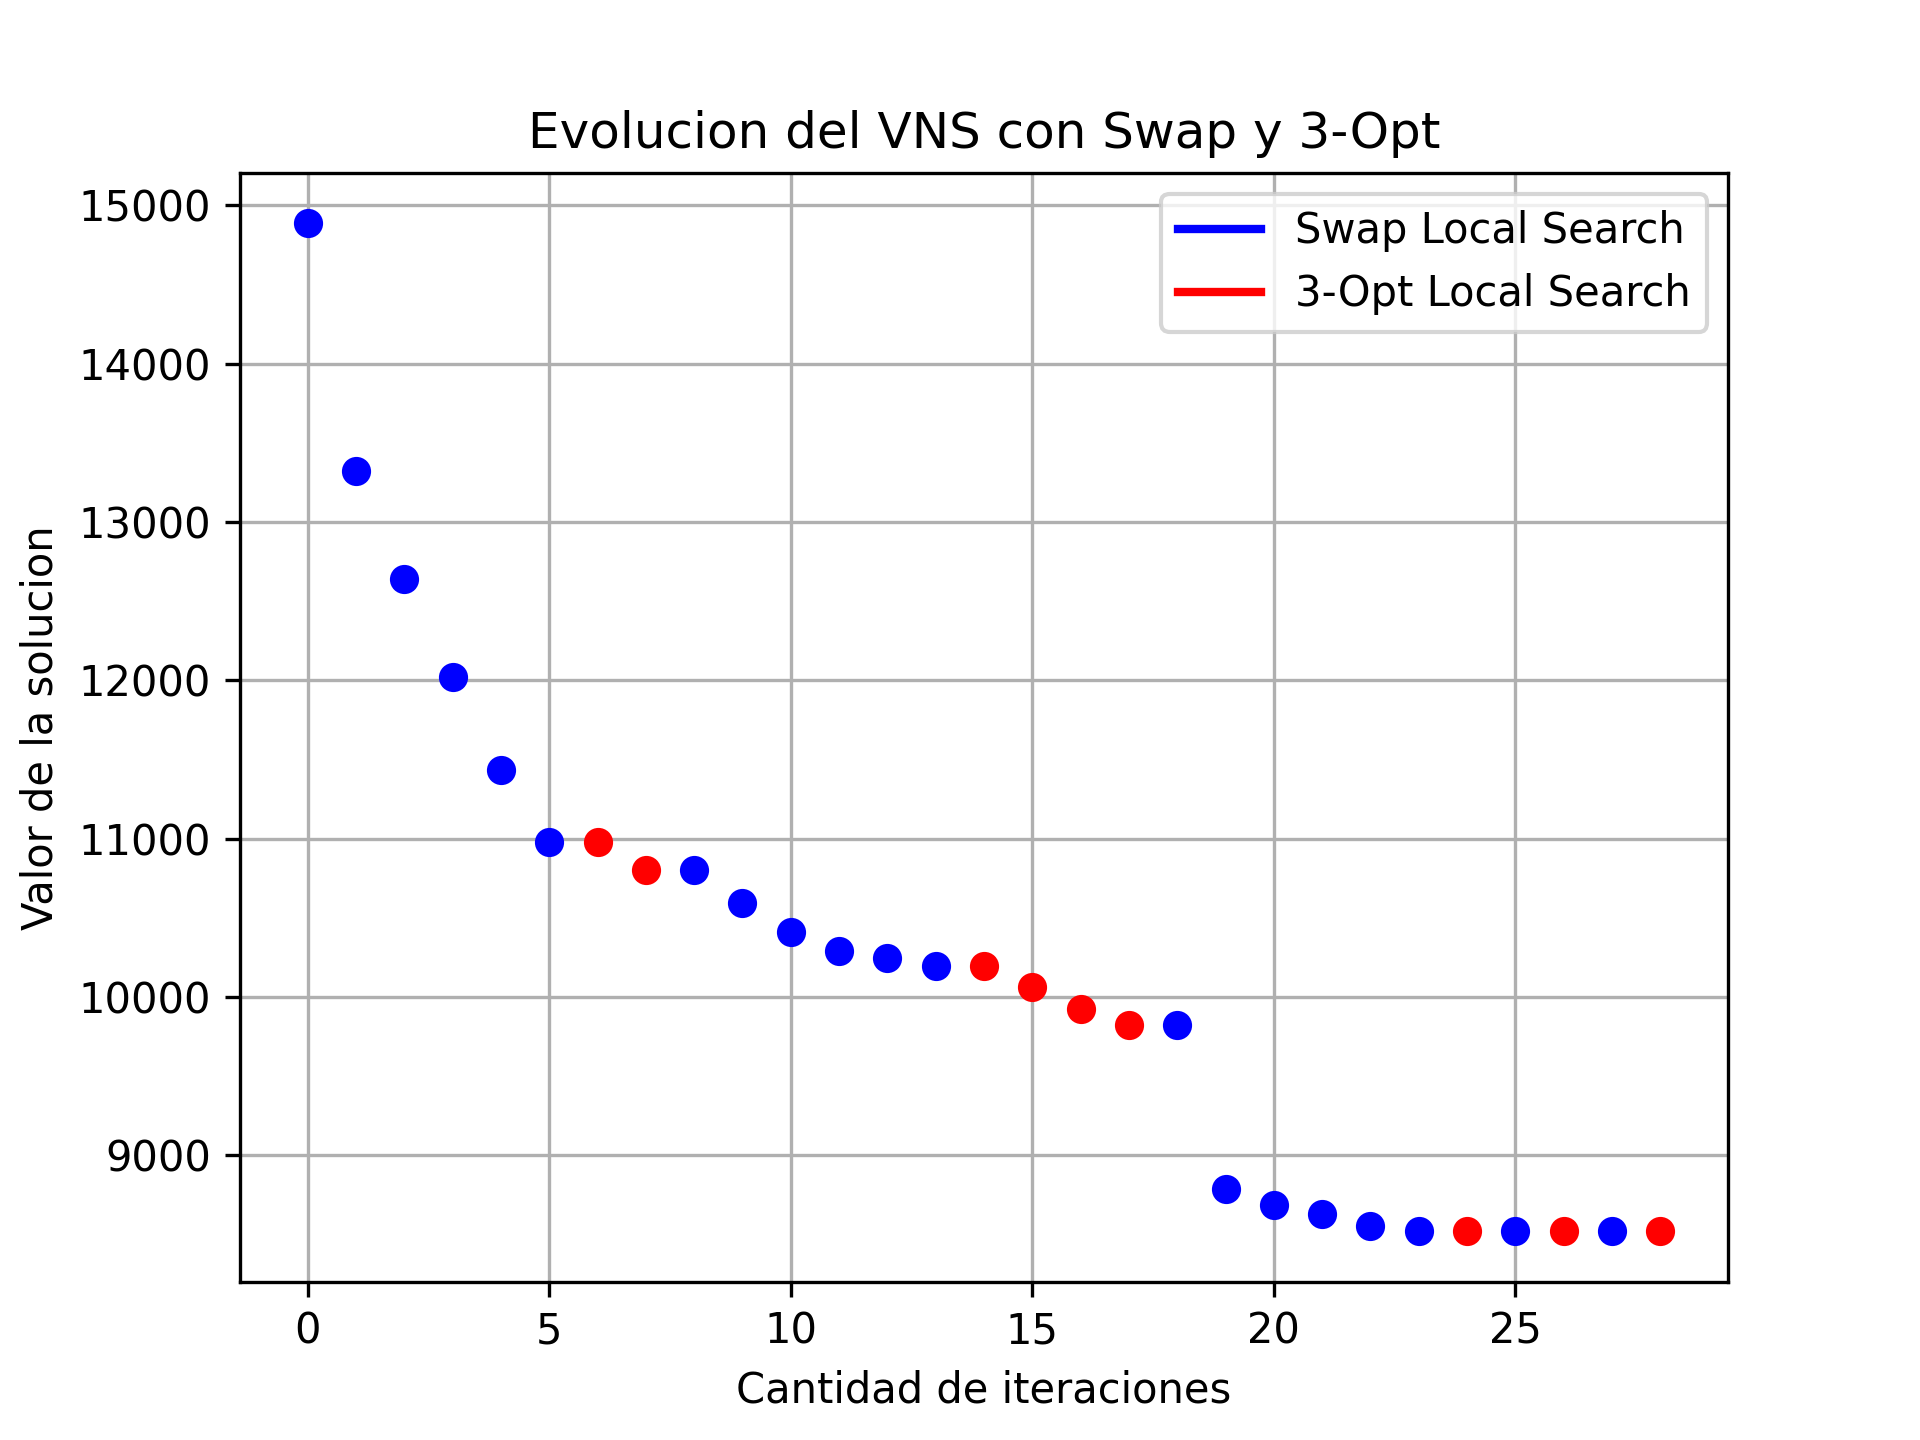 Evolucion del VNS con Swap y 3-Opt
Swap Local Search
3-Opt Local Search
Valor de la solucion
15000
14000
13000
12000
11000
10000
9000
0 5 10 15 20 25
Cantidad de iteraciones